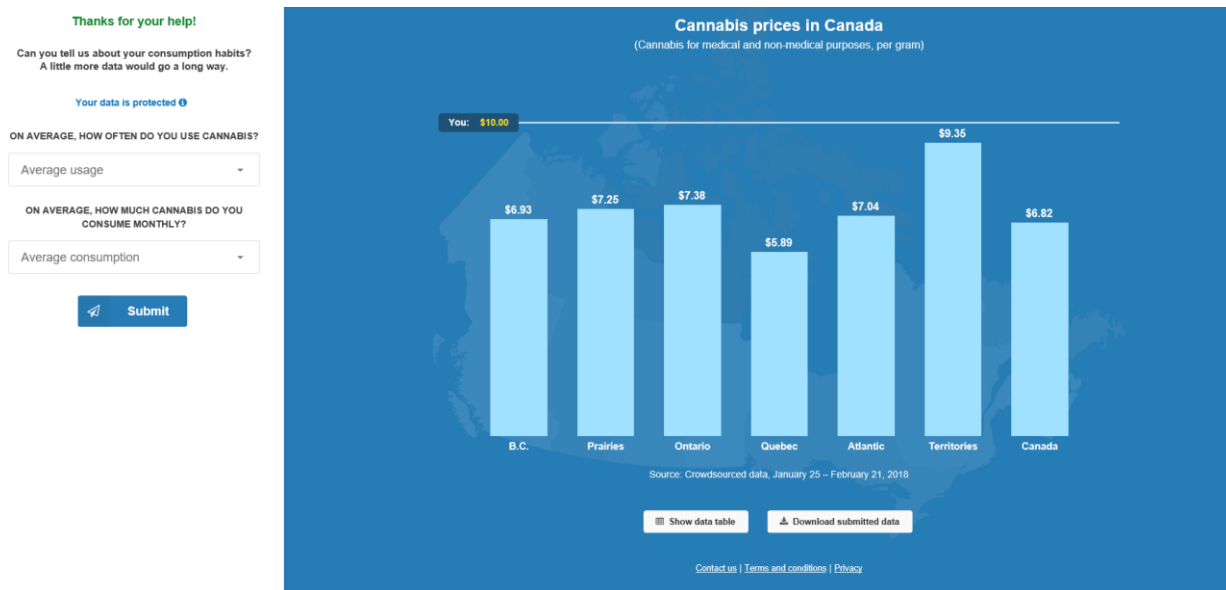 Thanks for your help!
Can you tell us about your consumption habits?
A little more data would go a long way.
Your data is protected
ON AVERAGE, HOW OFTEN DO YOU USE CANNABIS?
Average usage
ON AVERAGE, HOW MUCH CANNABIS DO YOU
CONSUME MONTHLY?
Average consumption
Submit
Cannabis prices in Canada
(Cannabis for medical and non-medical purposes, per gram)
You: $10.00
$6.93
$7.25
$7.38
$5.89
$7.04
$9.35
$6.82
B.C.
Prairies
Ontario
Quebec
Atlantic
Territories
Canada
Source: Crowdsourced data, January 25 – February 21, 2018
Show data table
Download submitted data
Contact us | Terms and conditions | Privacy